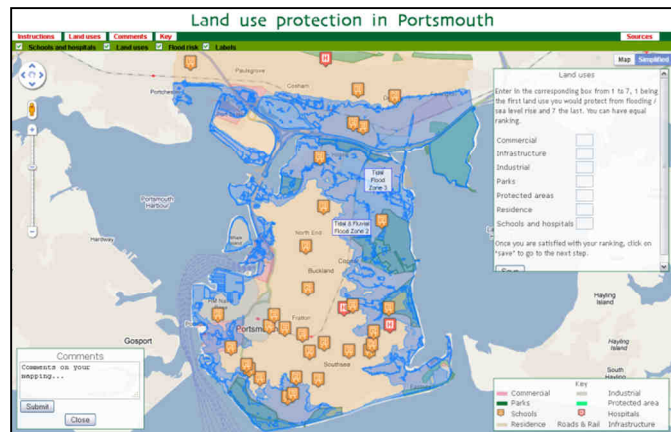 Land use protection in Portsmouth
Instructions
Land uses
Comments
Key
Sources
Schools and hospitals
Land uses
Flood risk
Labels
Map
Simplified
Land uses
Enter in the corresponding box from 1 to 7, 1 being
the first land use you would protect from flooding /
sea level rise and 7 the last. You can have equal
ranking.
Commercial
Infrastructure
Industrial
Parks
Protected areas
Residence
Schools and hospitals
Once you are satisfied with your ranking, click on
"save" to go to the next step.
Paulsgrove
Cosham
Portchester
Tidal
Flood
Zone 3
Tidal & Fluvial
Flood Zone 2
Portsmouth
Harbour
Hardway
North End
Buckland
Fratton
Southsea
Gosport
Hayling
Island
Hayling
Island
South
Hayling
Comments
Comments on your
mapping...
Submit
Close
Key
Commercial
Industrial
Parks
Protected area
Schools
Hospitals
Residence
Roads & Rail
Infrastructure